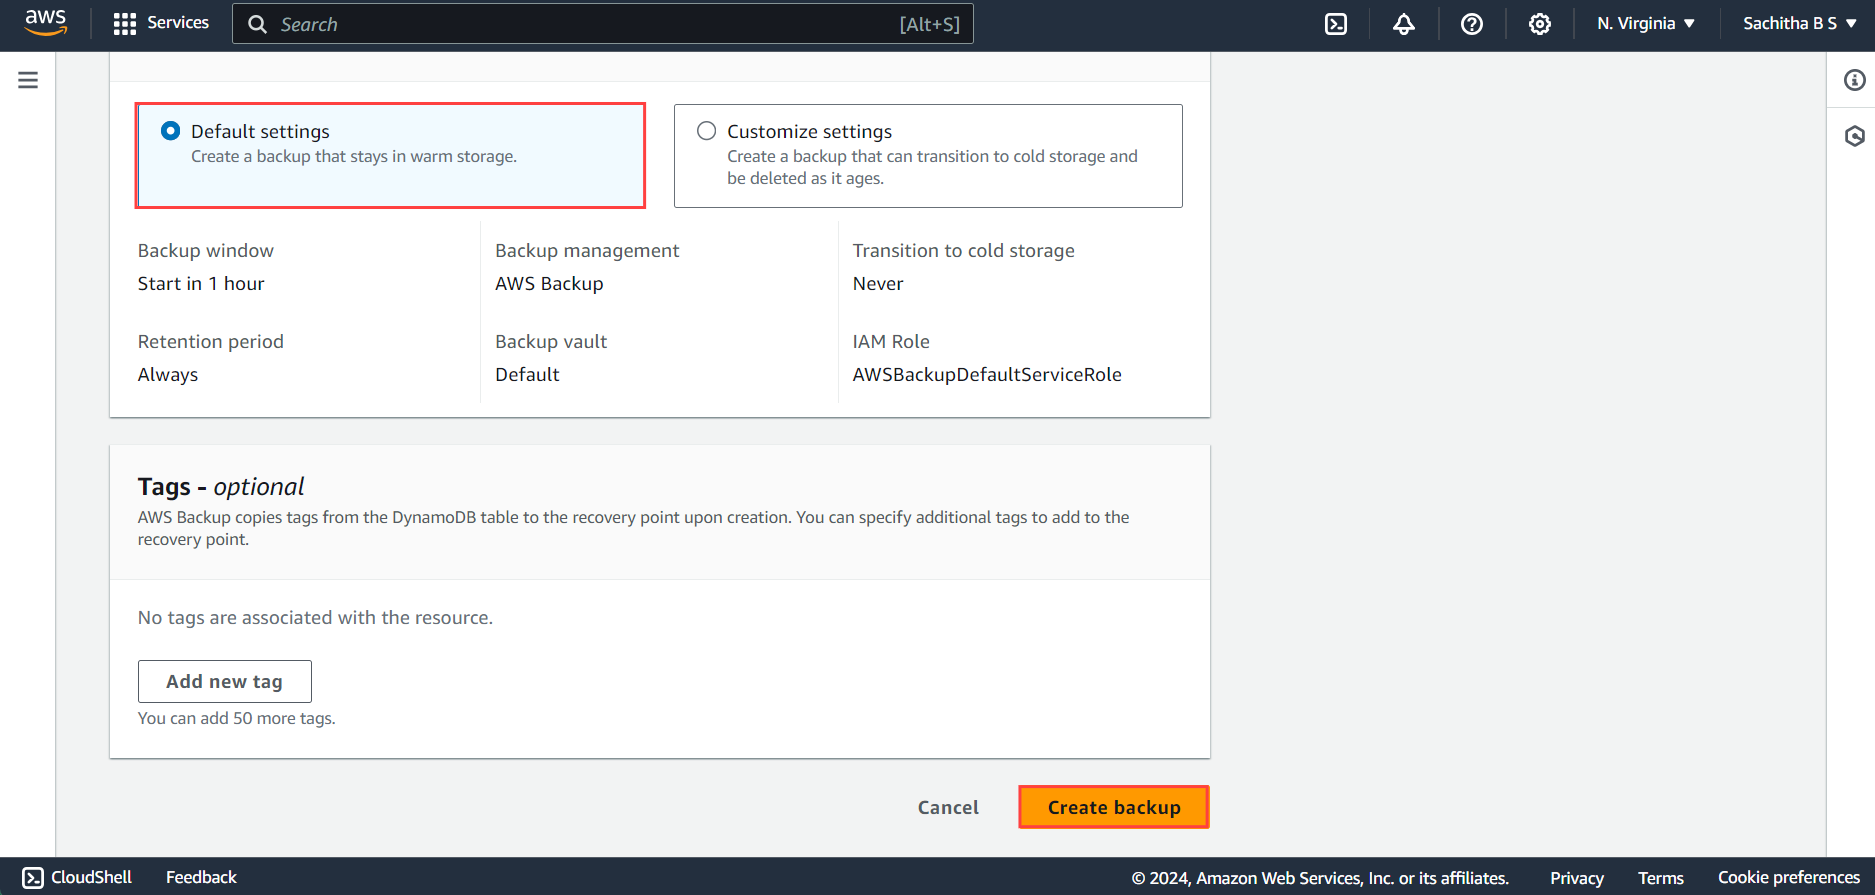 aws
Services
Search
[Alt+S]
N. Virginia
Sachitha B S
Default settings
Create a backup that stays in warm storage.
Customize settings
Create a backup that can transition to cold storage and
be deleted as it ages.
Backup window
Start in 1 hour
Backup management
AWS Backup
Transition to cold storage
Never
Retention period
Always
Backup vault
Default
IAM Role
AWSBackupDefaultServiceRole
Tags - optional
AWS Backup copies tags from the DynamoDB table to the recovery point upon creation. You can specify additional tags to add to the
recovery point.
No tags are associated with the resource.
Add new tag
You can add 50 more tags.
Cancel
Create backup
CloudShell
Feedback
© 2024, Amazon Web Services, Inc. or its affiliates.
Privacy
Terms
Cookie preferences